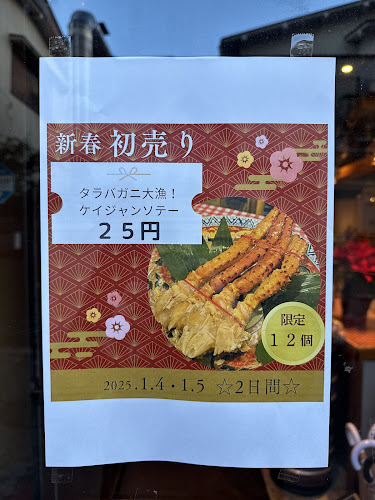 新春 初売り
タラバガニ大漁！
ケイジャンソテー
２５円
限定
１２個
2025.1.4・1.5 ☆2日間☆